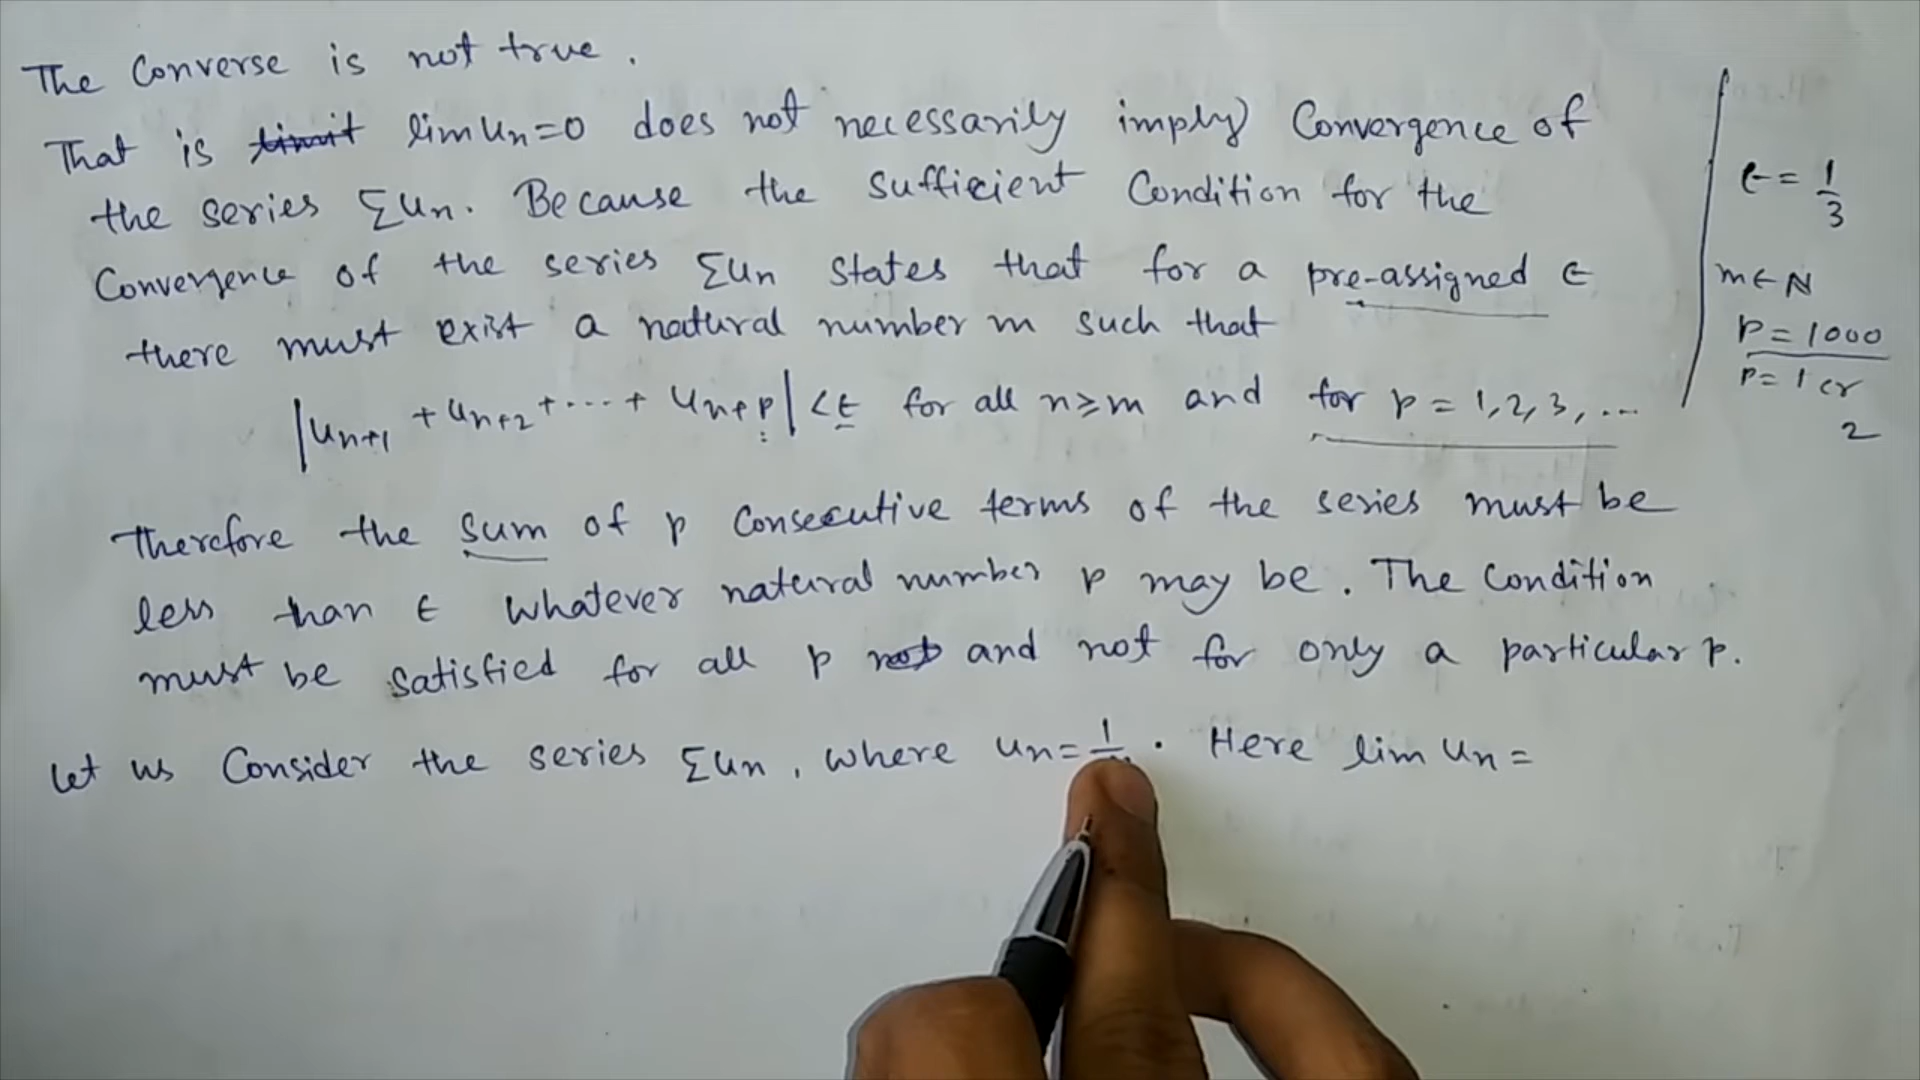 The Converse is not true.
That is limit lim un=0 does not necessarily imply Convergence of
the series Σun. Because the sufficient Condition for the
Convergence of the series Σun states that for a pre-assigned ϵ
there must exist a natural number m such that
|un+1 + un+2 + ... + un+p| < ϵ for all n≥m and for p = 1,2,3,...
Therefore the sum of p consecutive terms of the series must be
less than ϵ whatever natural number p may be. The Condition
must be satisfied for all p not and not for only a particular p.
Let us Consider the series Σun, where un = 1/ . Here lim un =
ϵ = 1/3
m ϵ N
p = 1000
p = 1 cr
2